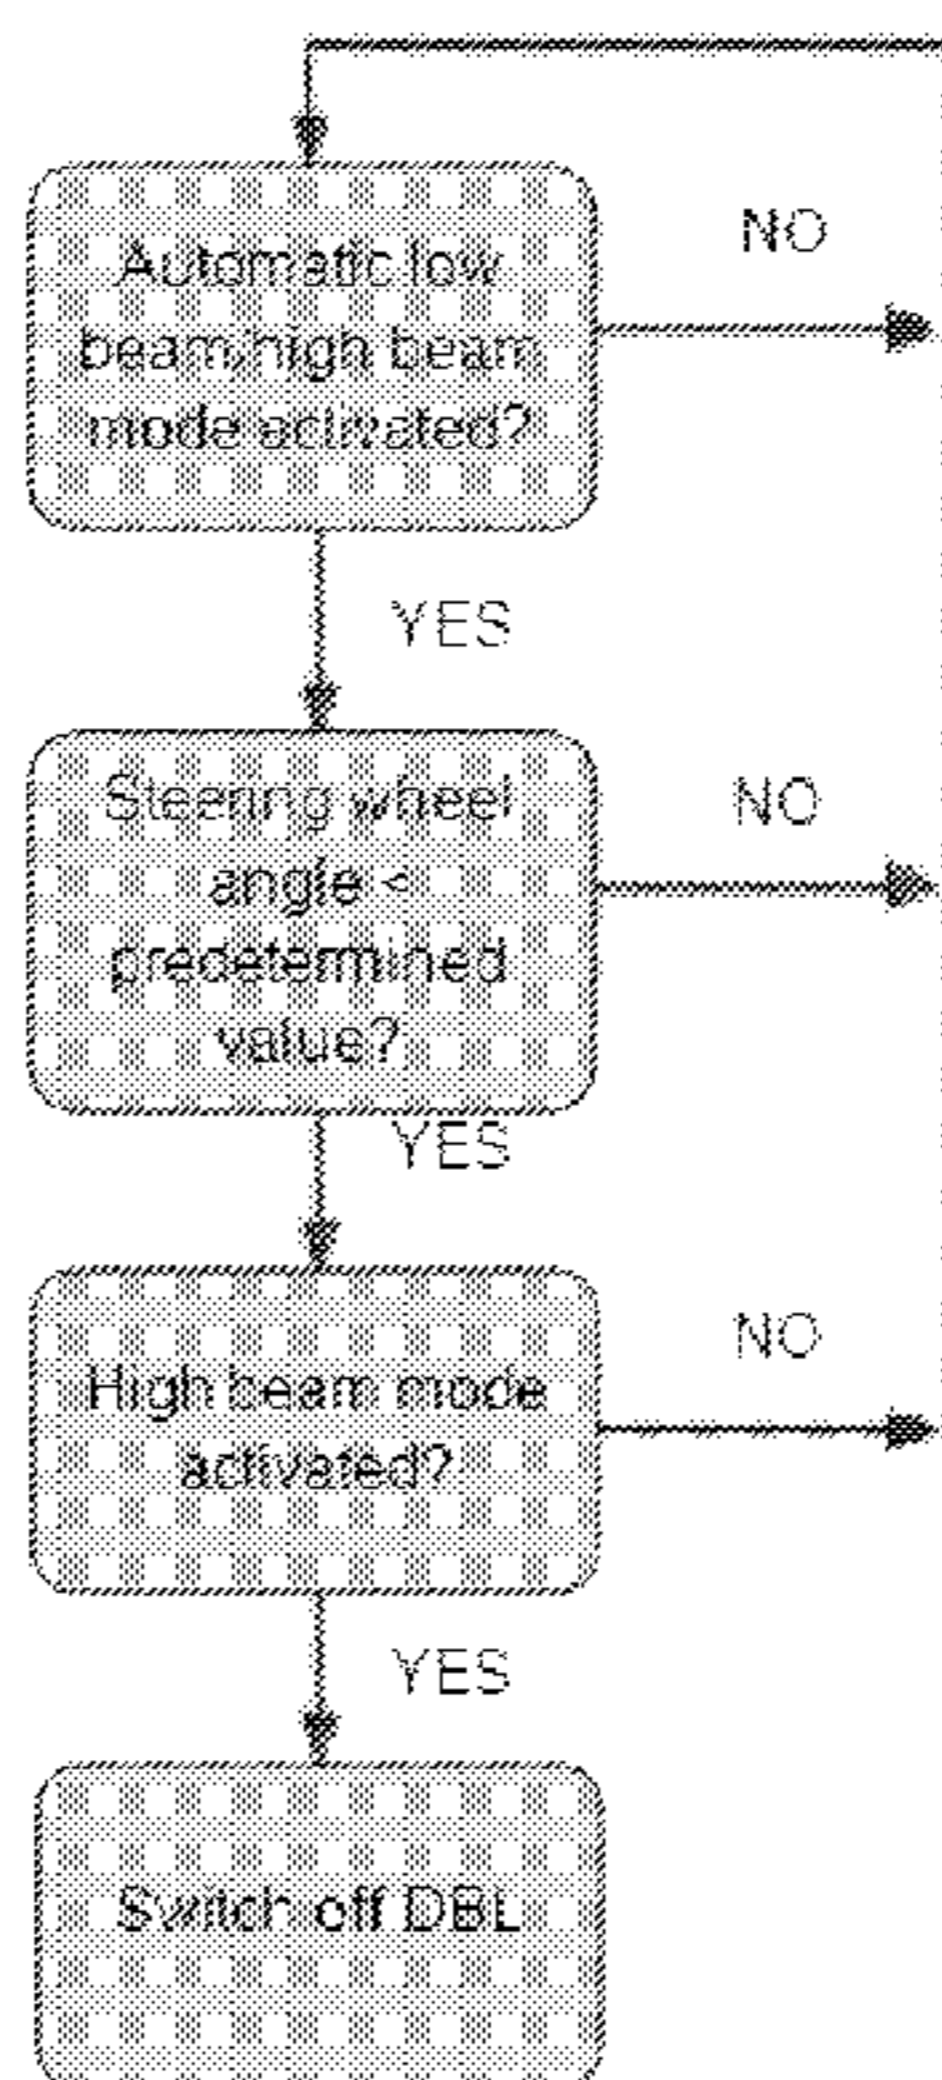 Automatic low
beam/high beam
mode activated?
NO
YES
Steering wheel
angle <
predetermined
value?
NO
YES
High beam mode
activated?
NO
YES
Switch off DBL